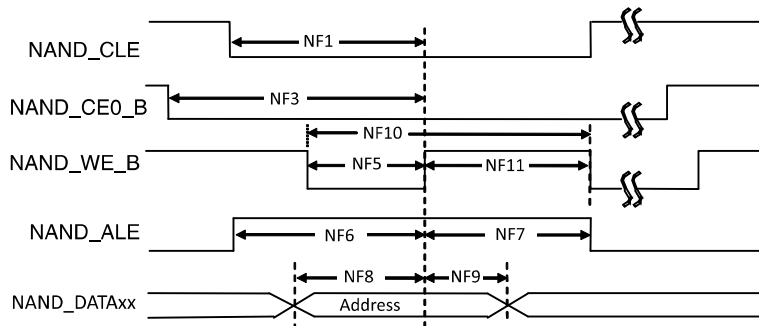 NAND_CLE
NF1
NAND_CE0_B
NF3
NF10
NAND_WE_B
NF5
NF11
NAND_ALE
NF6
NF7
NF8
NF9
NAND_DATAxx
Address